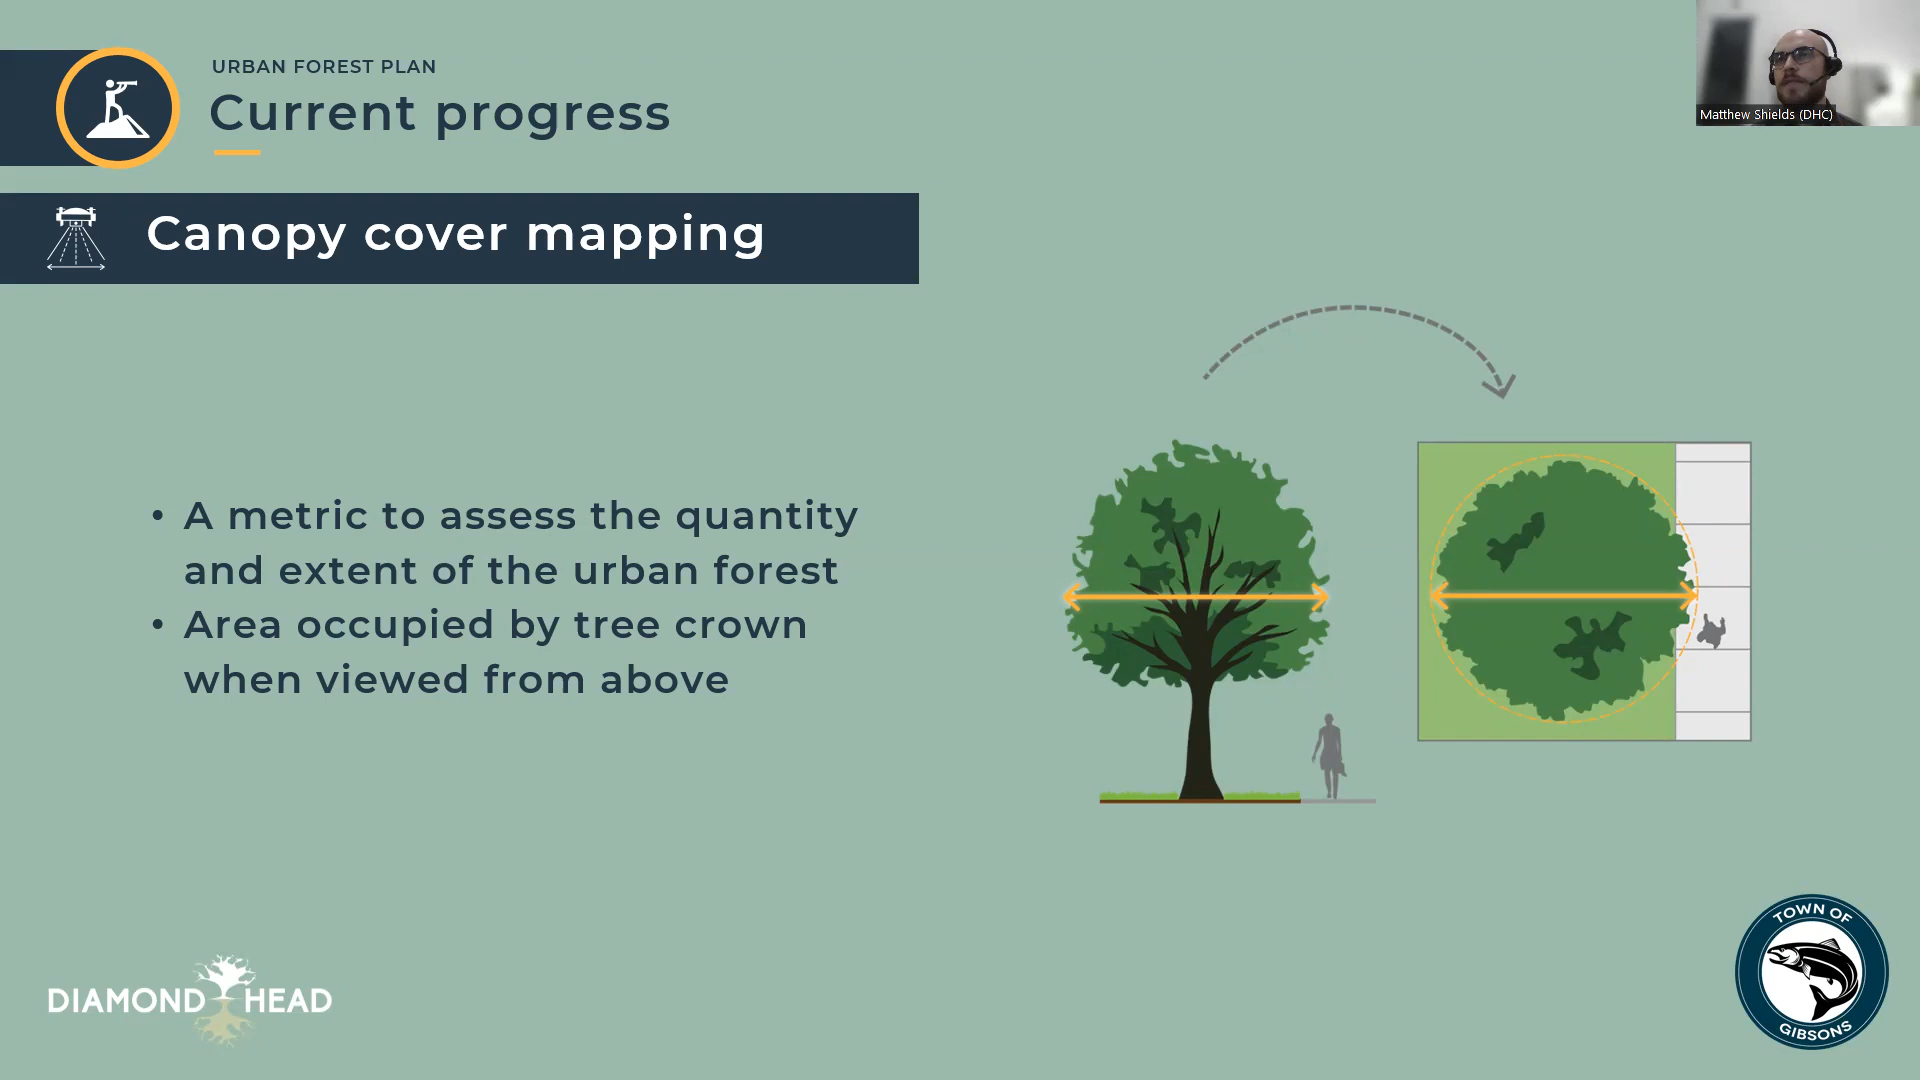 URBAN FOREST PLAN
Current progress
Matthew Shields (DHC)
Canopy cover mapping
• A metric to assess the quantity
and extent of the urban forest
• Area occupied by tree crown
when viewed from above
DIAMOND HEAD
TOWN OF
GIBSONS